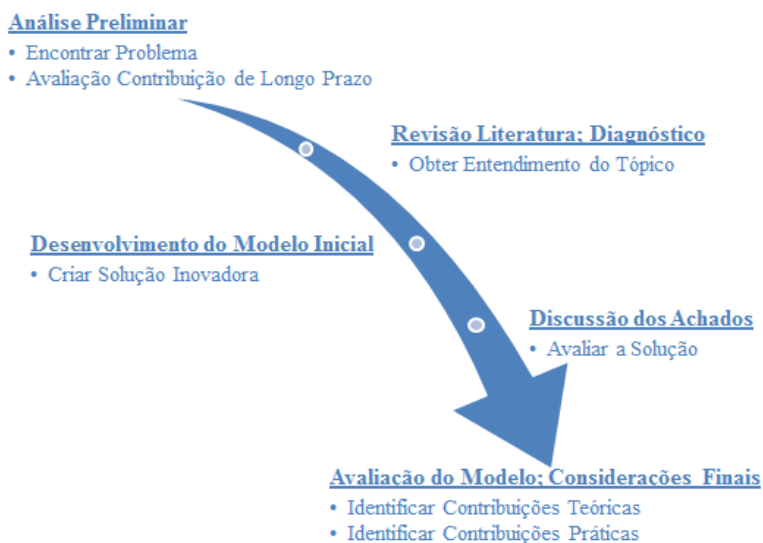 Análise Preliminar
• Encontrar Problema
• Avaliação Contribuição de Longo Prazo
Revisão Literatura; Diagnóstico
• Obter Entendimento do Tópico
Desenvolvimento do Modelo Inicial
• Criar Solução Inovadora
Discussão dos Achados
• Avaliar a Solução
Avaliação do Modelo; Considerações Finais
• Identificar Contribuições Teóricas
• Identificar Contribuições Práticas